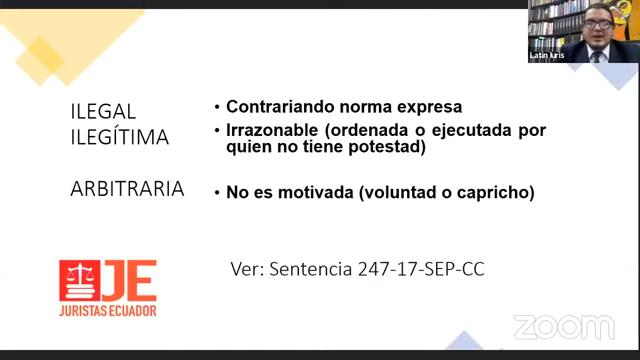 Latin Iuris
ILEGAL
ILEGÍTIMA
• Contrariando norma expresa
• Irrazonable (ordenada o ejecutada por
quien no tiene potestad)
ARBITRARIA
• No es motivada (voluntad o capricho)
JE
JURISTAS ECUADOR
Ver: Sentencia 247-17-SEP-CC
zoom